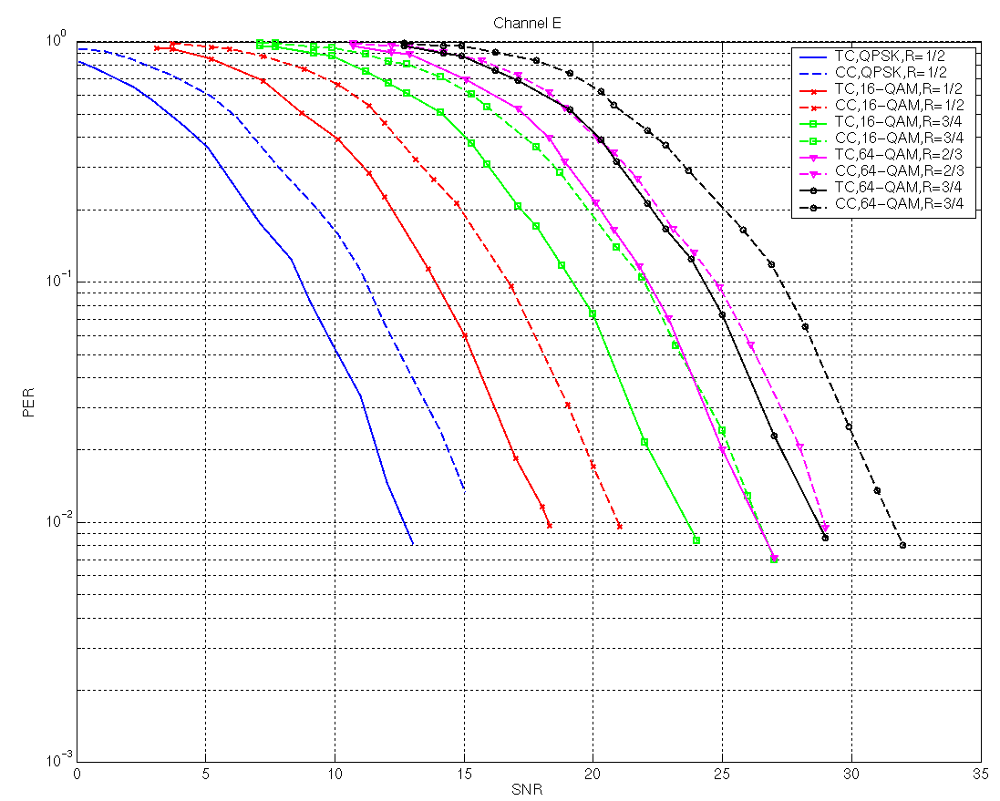 Channel E
10^0
10^-1
10^-2
10^-3
PER
0 5 10 15 20 25 30 35
SNR
TC,QPSK,R=1/2
CC,QPSK,R=1/2
TC,16-QAM,R=1/2
CC,16-QAM,R=1/2
TC,16-QAM,R=3/4
CC,16-QAM,R=3/4
TC,64-QAM,R=2/3
CC,64-QAM,R=2/3
TC,64-QAM,R=3/4
CC,64-QAM,R=3/4